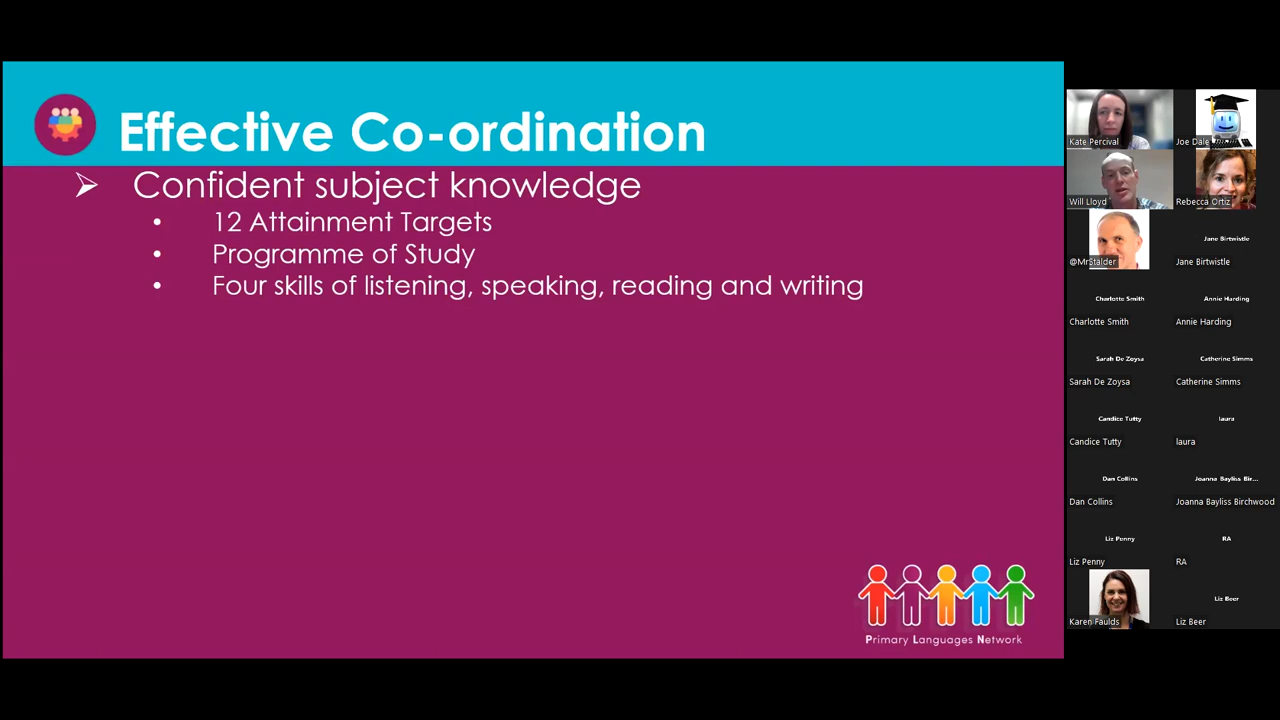 Effective Co-ordination
Confident subject knowledge
12 Attainment Targets
Programme of Study
Four skills of listening, speaking, reading and writing
Primary Languages Network
Kate Percival
Joe Dale
Will Lloyd
Rebecca Ortiz
@MrStalder
Jane Birtwistle
Jane Birtwistle
Charlotte Smith
Annie Harding
Charlotte Smith
Annie Harding
Sarah De Zoysa
Catherine Simms
Sarah De Zoysa
Catherine Simms
Candice Tutty
laura
Candice Tutty
laura
Dan Collins
Joanna Bayliss Bir...
Dan Collins
Joanna Bayliss Birchwood
Liz Penny
RA
Liz Penny
RA
Liz Beer
Karen Faulds
Liz Beer